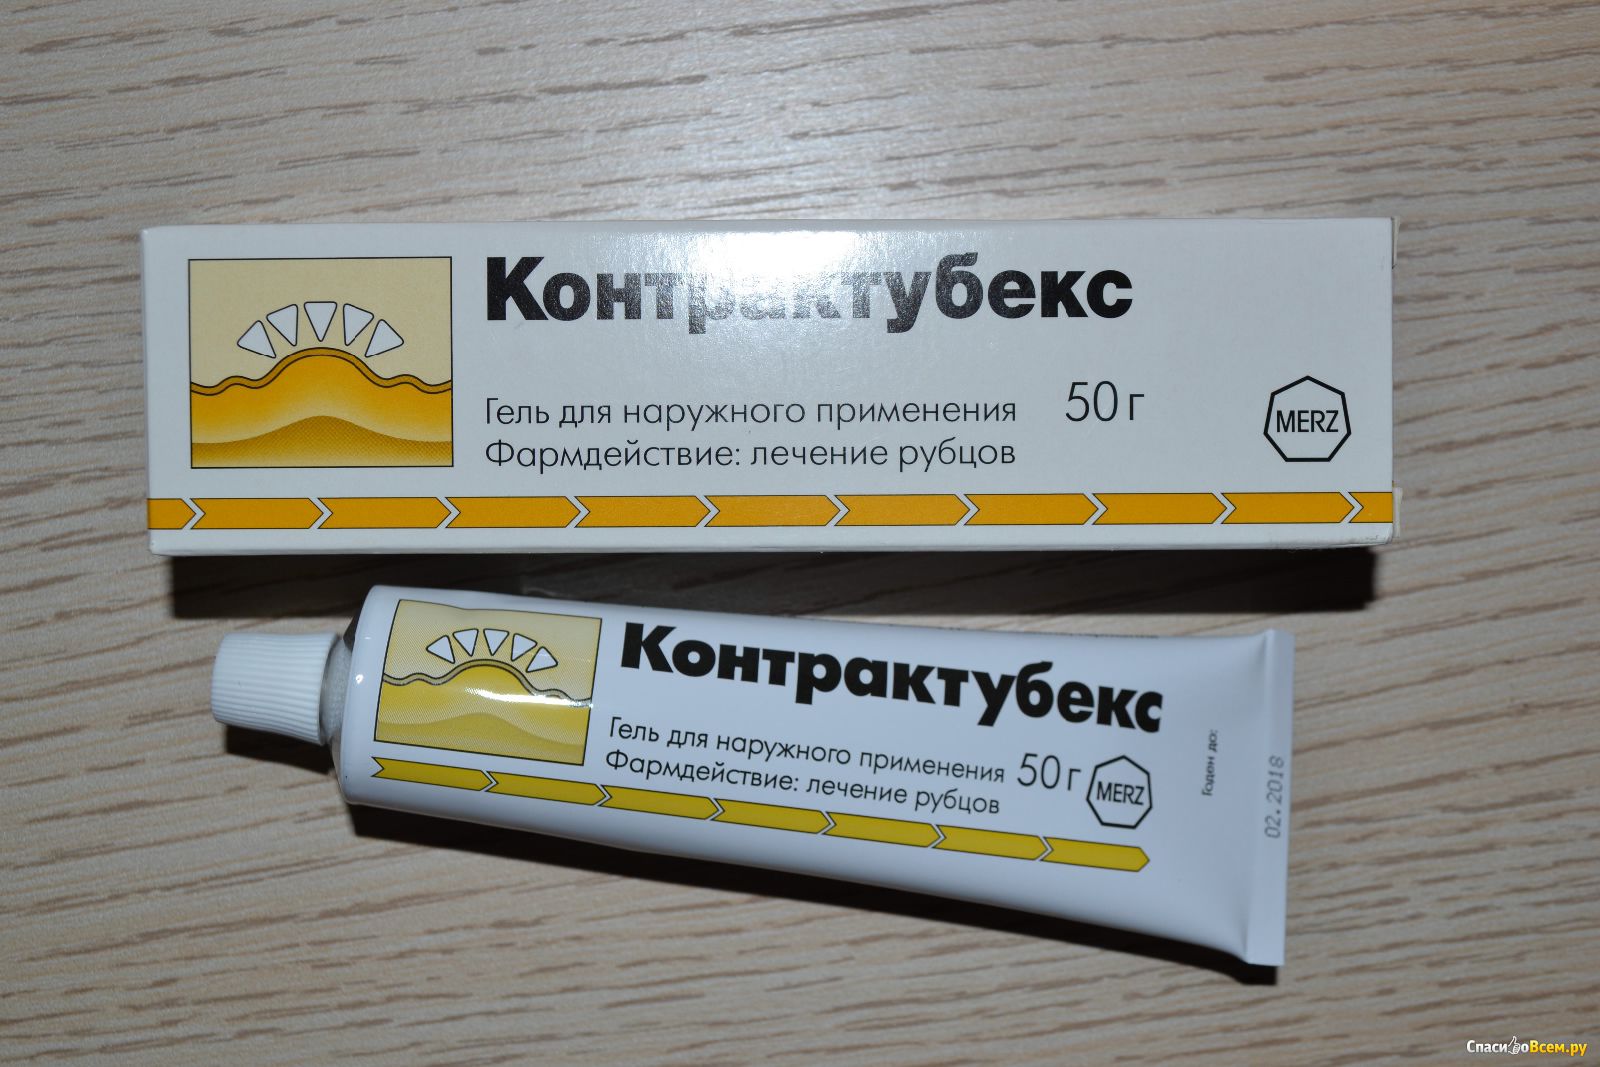 Контрактубекс
Гель для наружного применения 50 г
Фармдействие: лечение рубцов
MERZ
Контрактубекс
Гель для наружного применения 50 г
Фармдействие: лечение рубцов
MERZ
Годен до:
02.2018
СпасибоВсем.ру